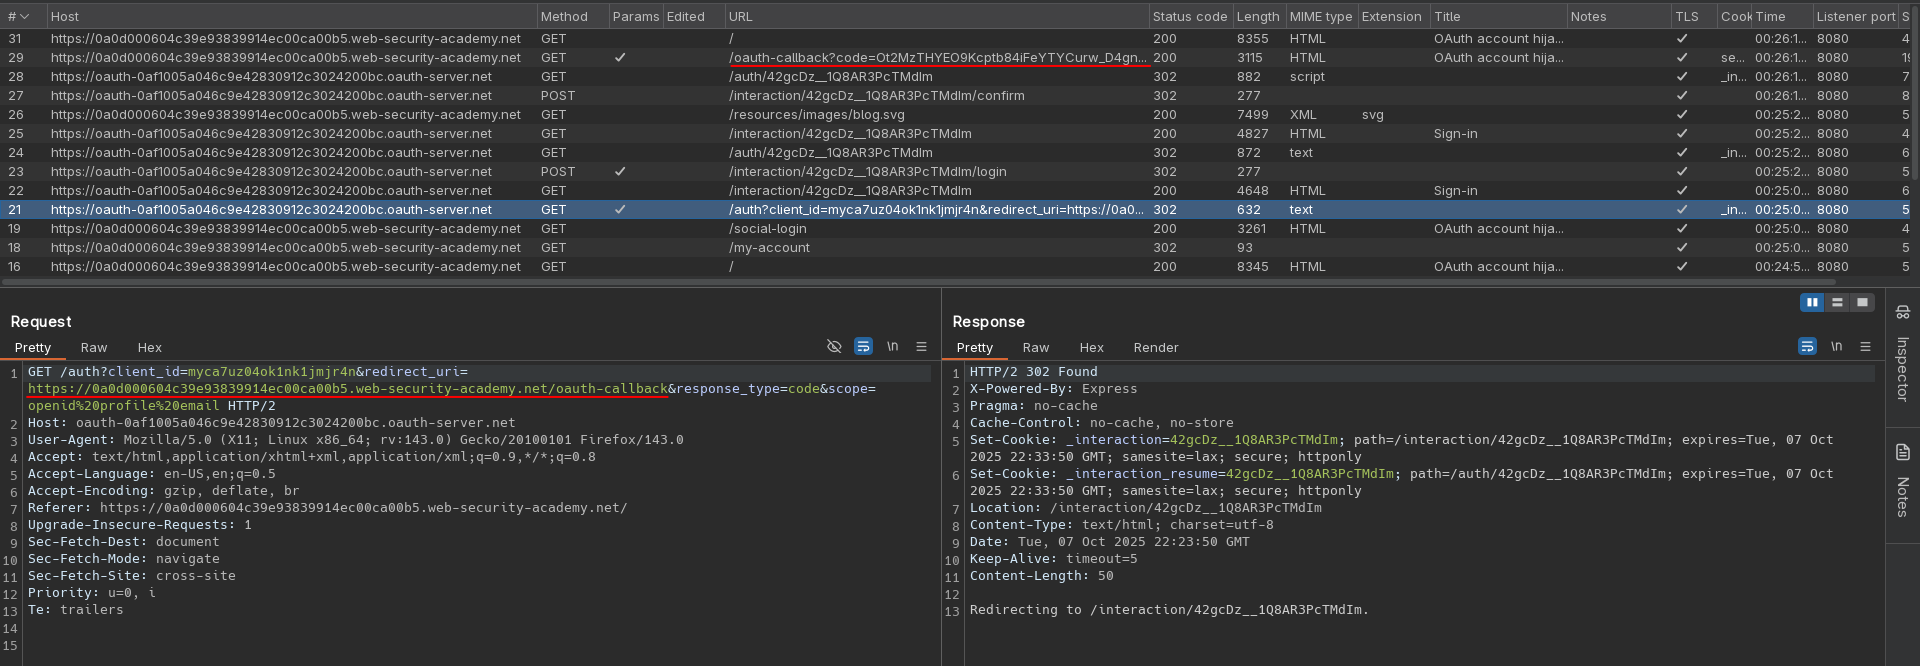 # Host Method Params Edited URL Status code Length MIME type Extension Title Notes TLS Cook Time Listener port S
31 https://0a0d000604c39e93839914ec00ca00b5.web-security-academy.net GET / 200 8355 HTML OAuth account hija... 00:26:1... 8080 4
29 https://0a0d000604c39e93839914ec00ca00b5.web-security-academy.net GET /oauth-callback?code=Ot2MzTHYEO9Kcptb84iFeYTYCurw_D4gn... 200 3115 HTML OAuth account hija... se... 00:26:1... 8080 19
28 https://oauth-0af1005a046c9e42830912c3024200bc.oauth-server.net GET /auth/42gcDz__1Q8AR3PcTMdIm 302 882 script _in... 00:26:1... 8080 7
27 https://oauth-0af1005a046c9e42830912c3024200bc.oauth-server.net POST /interaction/42gcDz__1Q8AR3PcTMdIm/confirm 302 277 00:26:1... 8080 8
26 https://0a0d000604c39e93839914ec00ca00b5.web-security-academy.net GET /resources/images/blog.svg 200 7499 XML svg 00:25:2... 8080 5
25 https://oauth-0af1005a046c9e42830912c3024200bc.oauth-server.net GET /interaction/42gcDz__1Q8AR3PcTMdIm 200 4827 HTML Sign-in 00:25:2... 8080 4
24 https://oauth-0af1005a046c9e42830912c3024200bc.oauth-server.net GET /auth/42gcDz__1Q8AR3PcTMdIm 302 872 text _in... 00:25:2... 8080 6
23 https://oauth-0af1005a046c9e42830912c3024200bc.oauth-server.net POST /interaction/42gcDz__1Q8AR3PcTMdIm/login 302 277 00:25:2... 8080 5
22 https://oauth-0af1005a046c9e42830912c3024200bc.oauth-server.net GET /interaction/42gcDz__1Q8AR3PcTMdIm 200 4648 HTML Sign-in 00:25:0... 8080 6
21 https://oauth-0af1005a046c9e42830912c3024200bc.oauth-server.net GET /auth?client_id=myca7uz04ok1nk1jmjr4n&redirect_uri=https://0a0... 302 632 text _in... 00:25:0... 8080 5
19 https://0a0d000604c39e93839914ec00ca00b5.web-security-academy.net GET /social-login 200 3261 HTML OAuth account hija... 00:25:0... 8080 4
18 https://0a0d000604c39e93839914ec00ca00b5.web-security-academy.net GET /my-account 302 93 00:25:0... 8080 5
16 https://0a0d000604c39e93839914ec00ca00b5.web-security-academy.net GET / 200 8345 HTML OAuth account hija... 00:24:5... 8080 5
Request
Pretty Raw Hex \n
1 GET /auth?client_id=myca7uz04ok1nk1jmjr4n&redirect_uri=
https://0a0d000604c39e93839914ec00ca00b5.web-security-academy.net/oauth-callback&response_type=code&scope=
openid%20profile%20email HTTP/2
2 Host: oauth-0af1005a046c9e42830912c3024200bc.oauth-server.net
3 User-Agent: Mozilla/5.0 (X11; Linux x86_64; rv:143.0) Gecko/20100101 Firefox/143.0
4 Accept: text/html,application/xhtml+xml,application/xml;q=0.9,*/*;q=0.8
5 Accept-Language: en-US,en;q=0.5
6 Accept-Encoding: gzip, deflate, br
7 Referer: https://0a0d000604c39e93839914ec00ca00b5.web-security-academy.net/
8 Upgrade-Insecure-Requests: 1
9 Sec-Fetch-Dest: document
10 Sec-Fetch-Mode: navigate
11 Sec-Fetch-Site: cross-site
12 Priority: u=0, i
13 Te: trailers
14
15
Response
Pretty Raw Hex Render \n
1 HTTP/2 302 Found
2 X-Powered-By: Express
3 Pragma: no-cache
4 Cache-Control: no-cache, no-store
5 Set-Cookie: _interaction=42gcDz__1Q8AR3PcTMdIm; path=/interaction/42gcDz__1Q8AR3PcTMdIm; expires=Tue, 07 Oct
2025 22:33:50 GMT; samesite=lax; secure; httponly
6 Set-Cookie: _interaction_resume=42gcDz__1Q8AR3PcTMdIm; path=/auth/42gcDz__1Q8AR3PcTMdIm; expires=Tue, 07 Oct
2025 22:33:50 GMT; samesite=lax; secure; httponly
7 Location: /interaction/42gcDz__1Q8AR3PcTMdIm
8 Content-Type: text/html; charset=utf-8
9 Date: Tue, 07 Oct 2025 22:23:50 GMT
10 Keep-Alive: timeout=5
11 Content-Length: 50
12
13 Redirecting to /interaction/42gcDz__1Q8AR3PcTMdIm.
Inspector
Notes